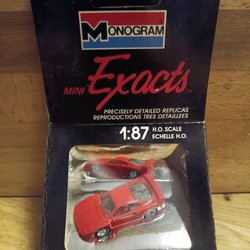 MONOGRAM
MINI Exacts
PRECISELY DETAILED REPLICAS
REPRODUCTIONS TRES DETAILLEES
1:87 H.O. SCALE
ECHELLE H.O.